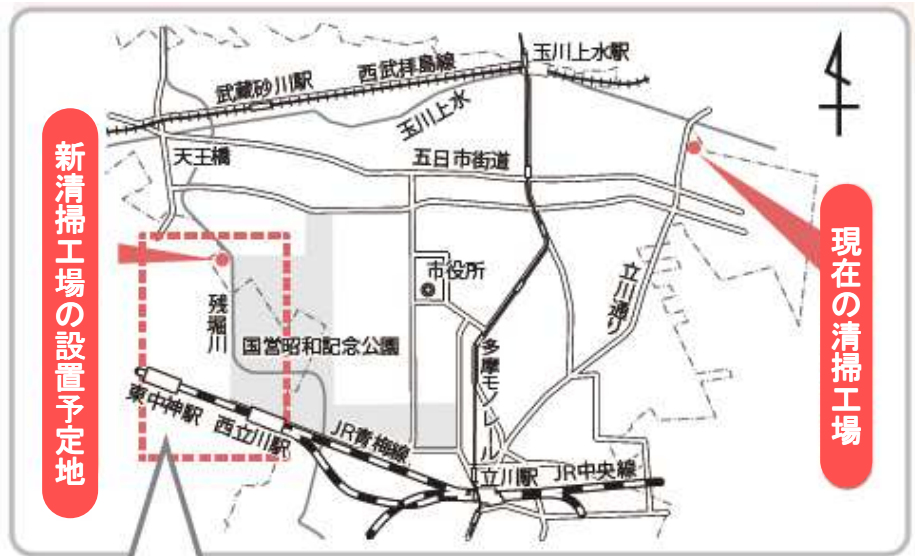 玉川上水駅
西武拝島線
武蔵砂川駅
玉川上水
天王橋
五日市街道
新清掃工場の設置予定地
現在の清掃工場
市役所
立川通り
残堀川
国営昭和記念公園
多摩モノレール
東中神駅
西立川駅
JR青梅線
立川駅
JR中央線